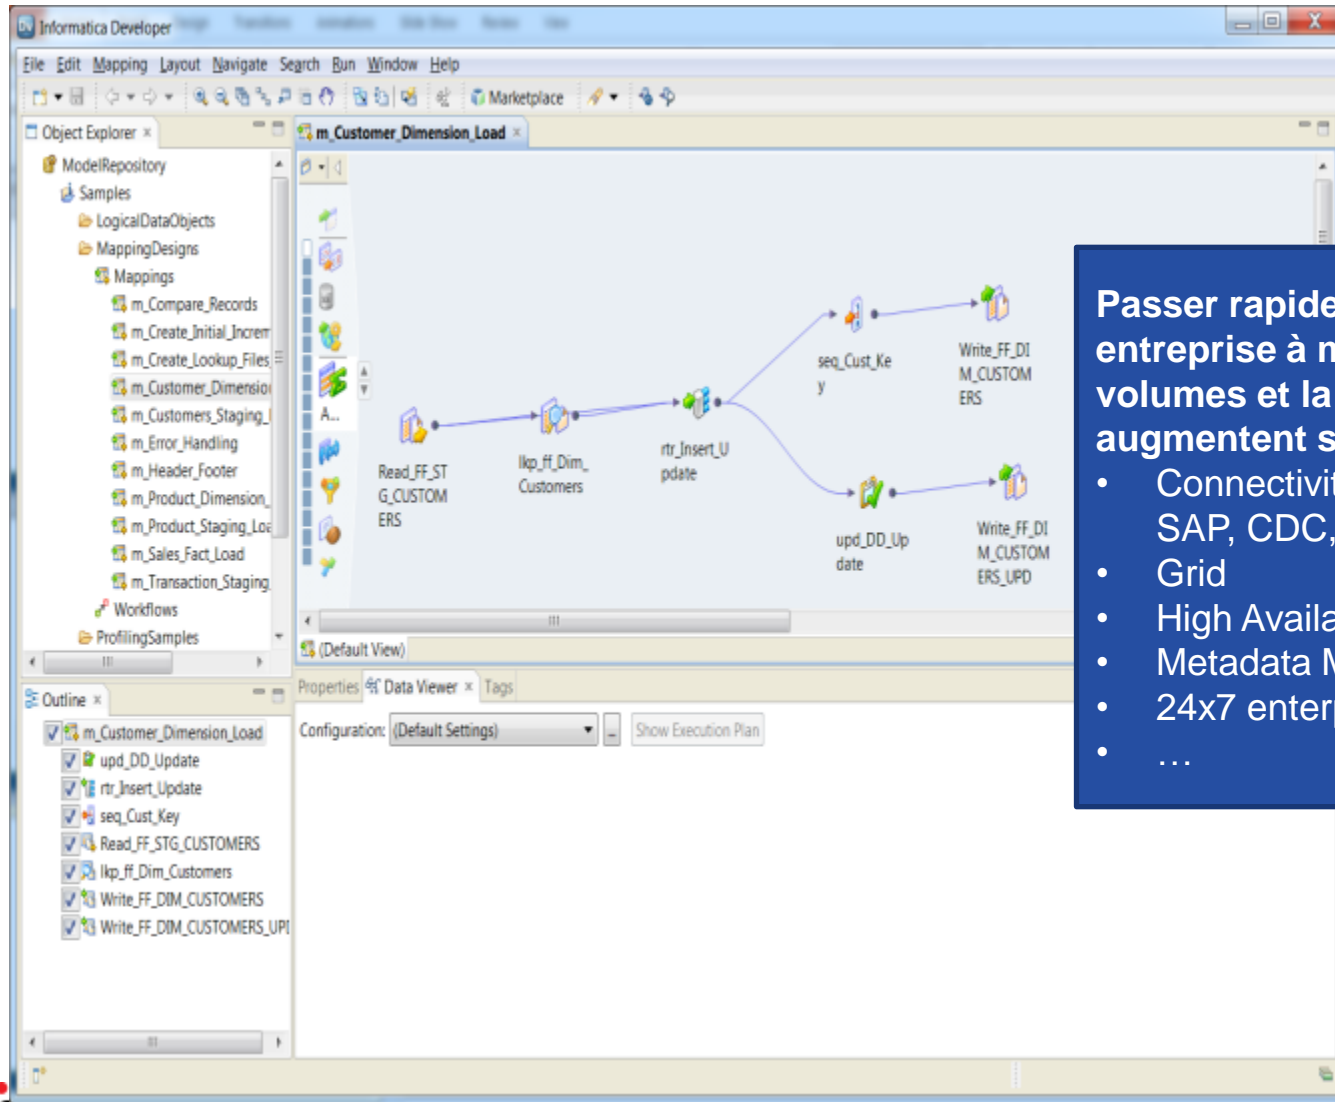 Informatica Developer
File Edit Mapping Layout Navigate Search Run Window Help
Marketplace
Object Explorer
ModelRepository
Samples
LogicalDataObjects
MappingDesigns
Mappings
m_Compare_Records
m_Create_Initial_Increm
m_Create_Lookup_Files
m_Customer_Dimension
m_Customers_Staging_
m_Error_Handling
m_Header_Footer
m_Product_Dimension_
m_Product_Staging_Loa
m_Sales_Fact_Load
m_Transaction_Staging_
Workflows
ProfilingSamples
Outline
m_Customer_Dimension_Load
upd_DD_Update
rtr_Insert_Update
seq_Cust_Key
Read_FF_STG_CUSTOMERS
lkp_ff_Dim_Customers
Write_FF_DIM_CUSTOMERS
Write_FF_DIM_CUSTOMERS_UPD
m_Customer_Dimension_Load
A...
Read_FF_ST
G_CUSTOM
ERS
lkp_ff_Dim_
Customers
rtr_Insert_U
pdate
seq_Cust_Ke
y
Write_FF_DI
M_CUSTOM
ERS
upd_DD_Up
date
Write_FF_DI
M_CUSTOM
ERS_UPD
(Default View)
Properties Data Viewer Tags
Configuration: (Default Settings) ... Show Execution Plan
Passer rapide
entreprise à m
volumes et la
augmentent s
• Connectivit
SAP, CDC,
• Grid
• High Availa
• Metadata M
• 24x7 enter
• …